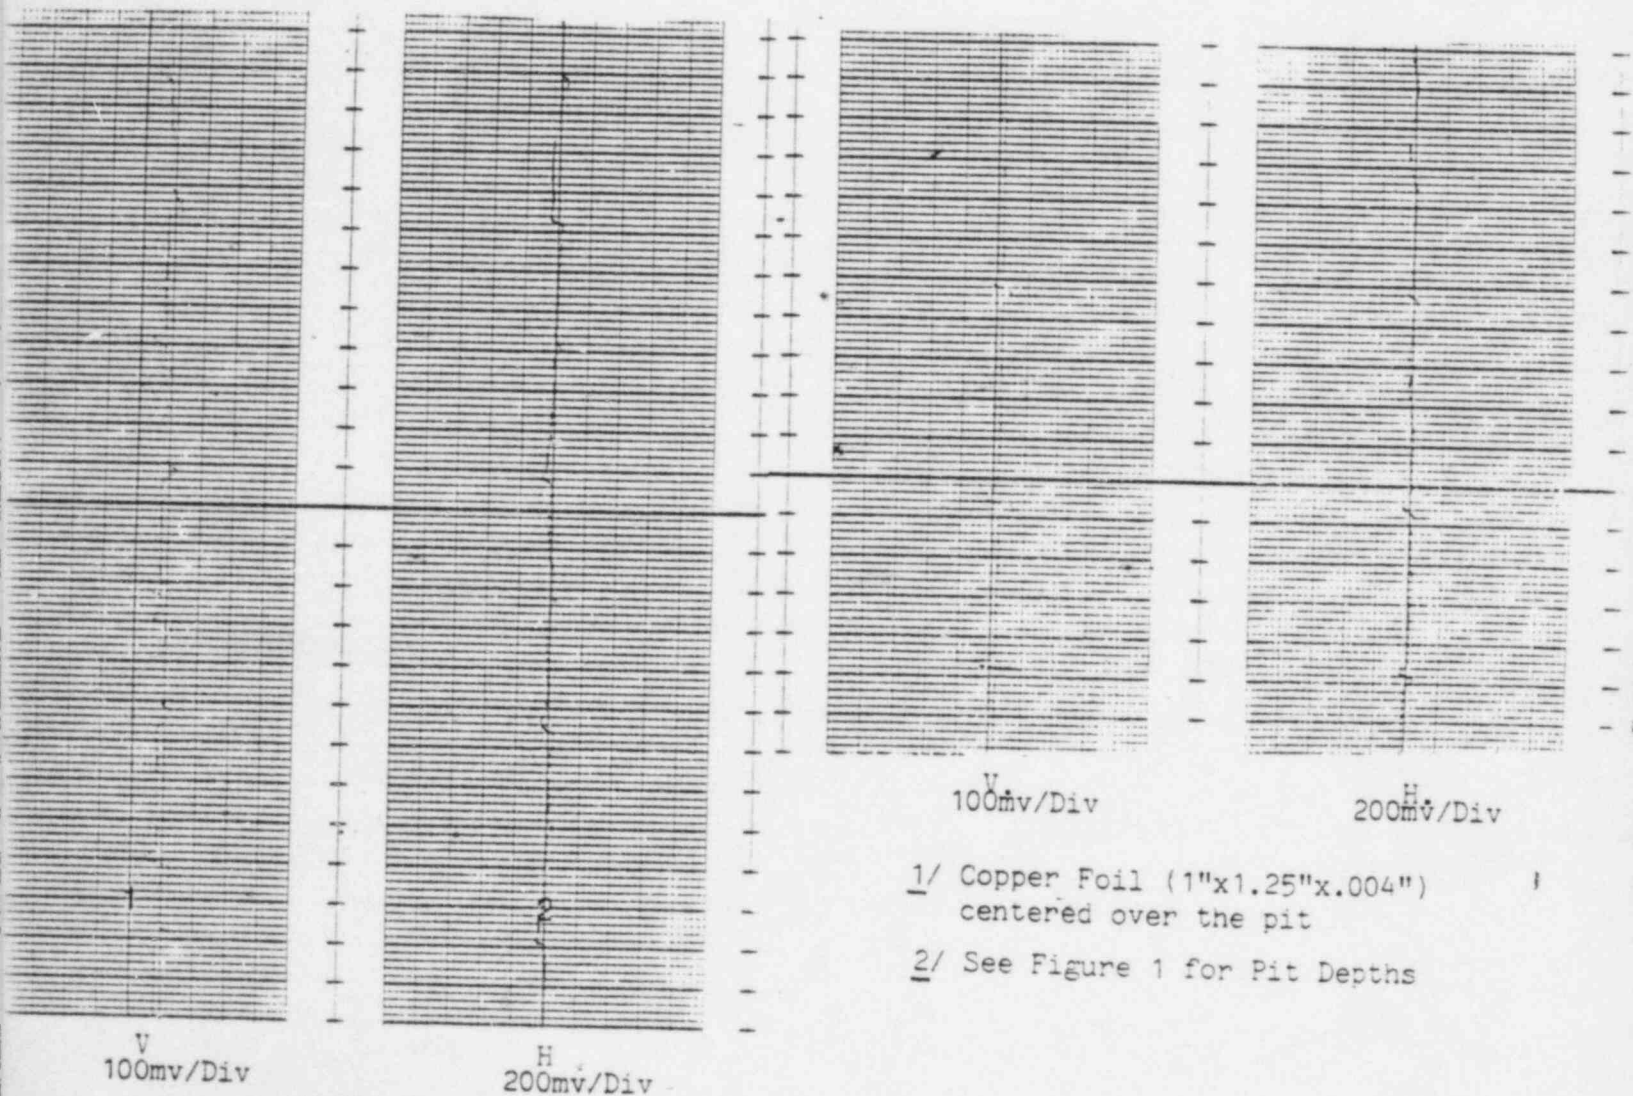 1
2
V
100mv/Div
H
200mv/Div
V
100mv/Div
H
200mv/Div
1/ Copper Foil (1"x1.25"x.004")
centered over the pit
2/ See Figure 1 for Pit Depths